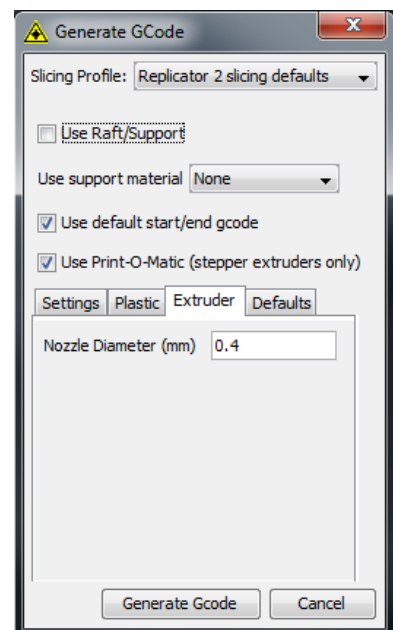 Generate GCode
Slicing Profile: Replicator 2 slicing defaults
Use Raft/Support
Use support material None
Use default start/end gcode
Use Print-O-Matic (stepper extruders only)
Settings Plastic Extruder Defaults
Nozzle Diameter (mm) 0.4
Generate Gcode Cancel